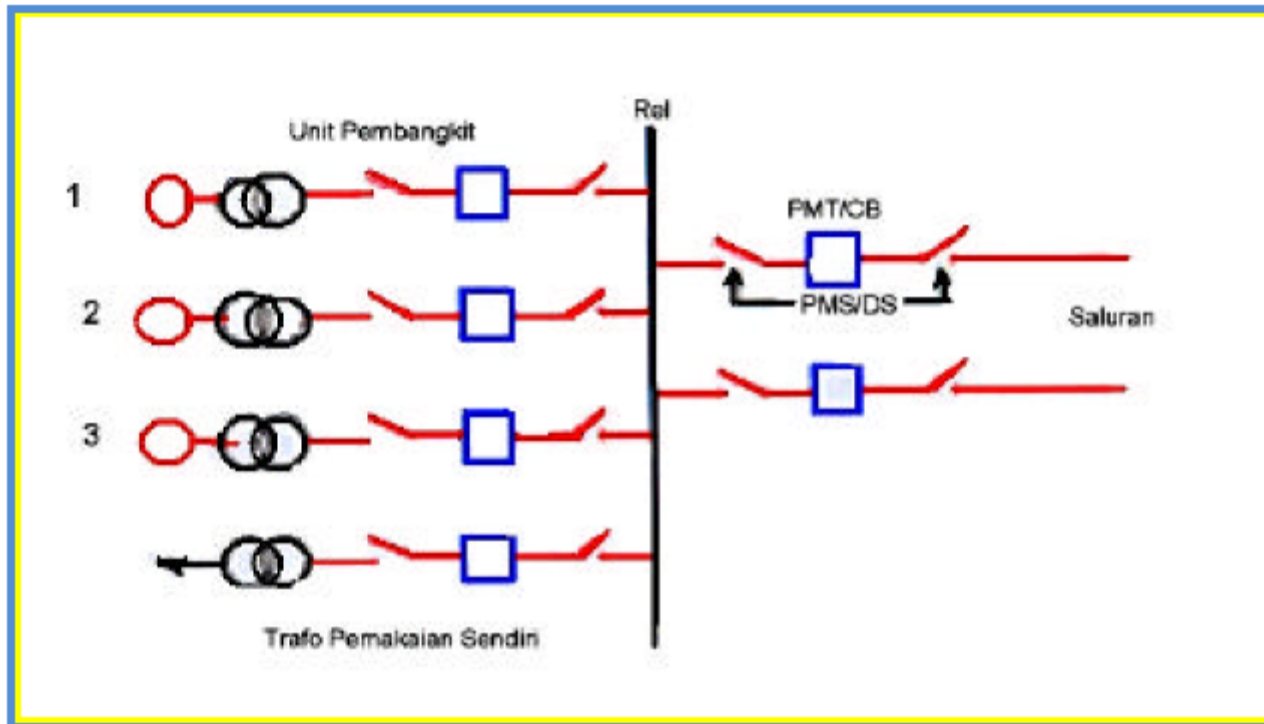 Rel
Unit Pembangkit
1
PMT/CB
2
PMS/DS
Saluran
3
Trafo Pemakaian Sendiri